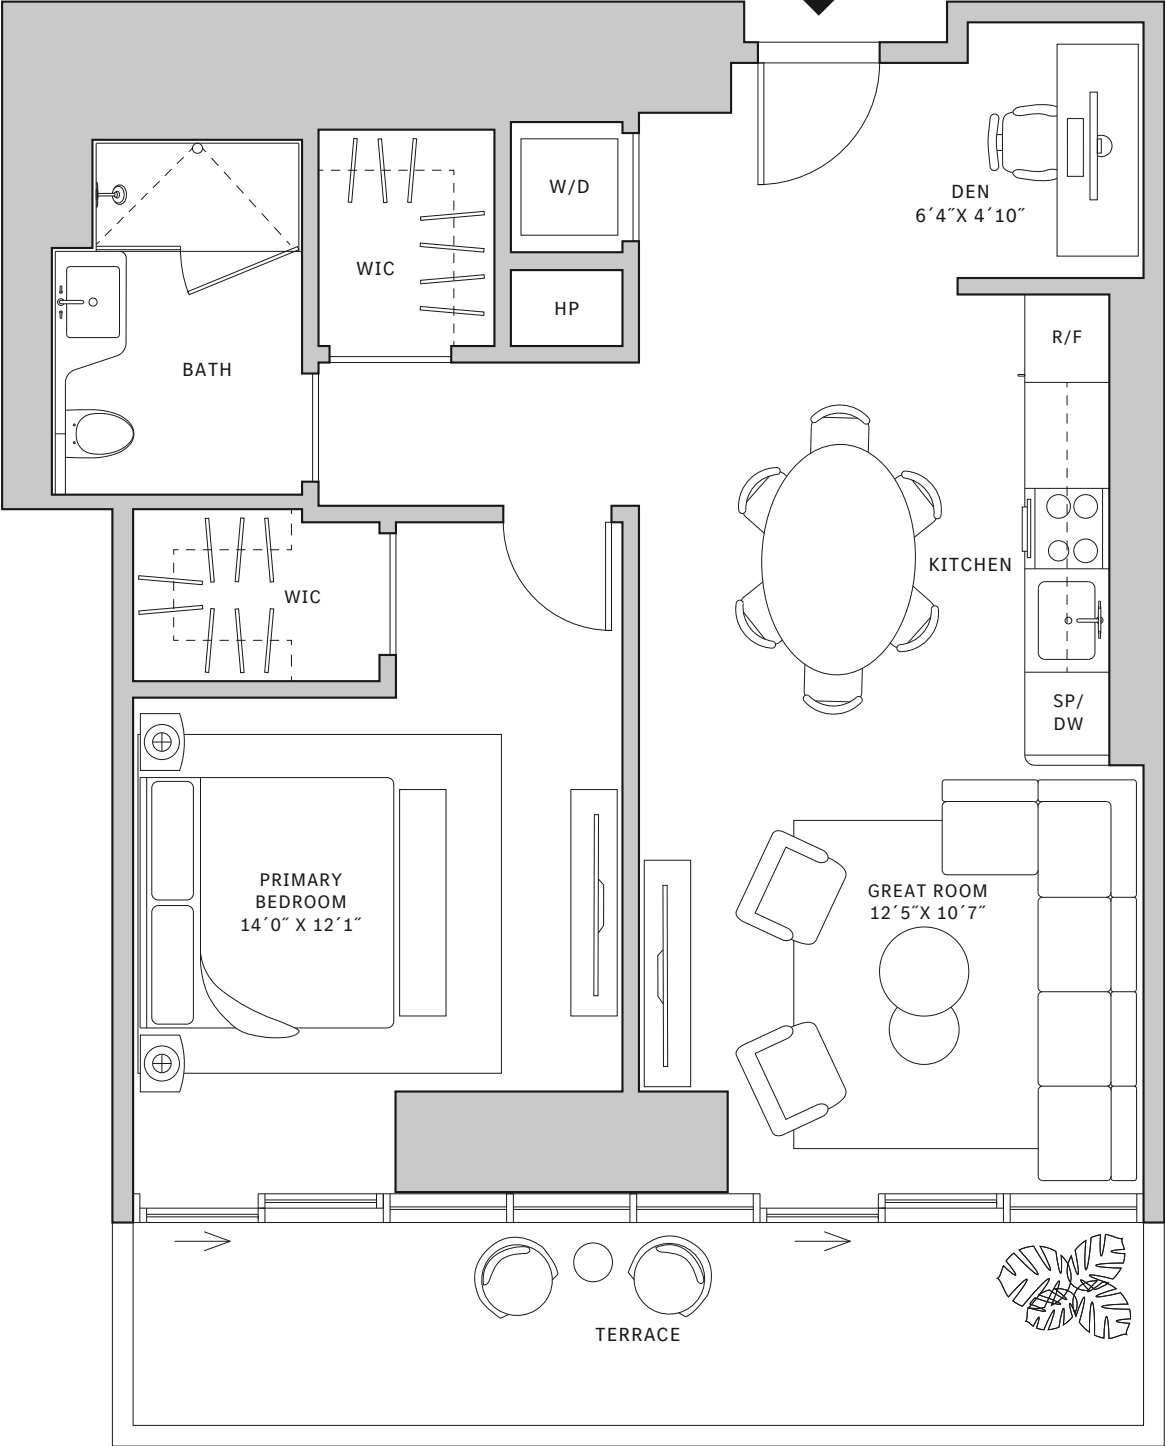 W/D
DEN
6´4˝X 4´10˝
WIC
HP
R/F
BATH
KITCHEN
WIC
SP/
DW
PRIMARY
BEDROOM
14´0˝ X 12´1˝
GREAT ROOM
12´5˝X 10´7˝
TERRACE